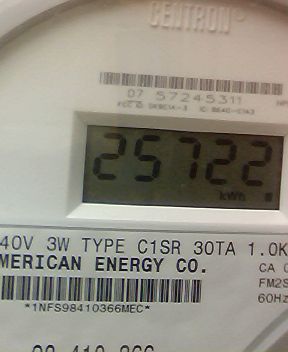 CENTRON®
07 57245311
25722
kWh
40V 3W TYPE C1SR 30TA 1.0K
MERICAN ENERGY CO.
CA 0
FM2S
60Hz
*1NFS98410366MEC*